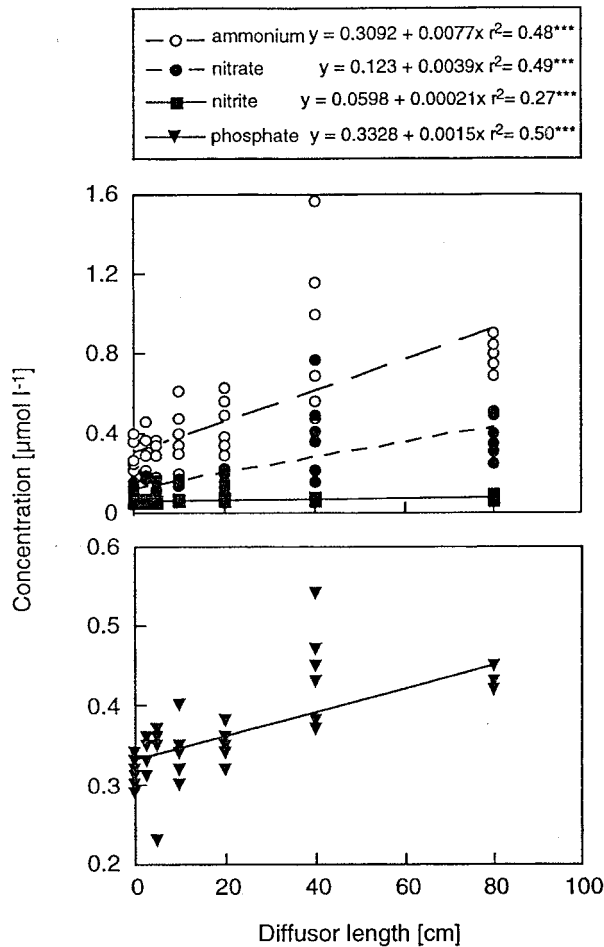 ammonium y = 0.3092 + 0.0077x r²= 0.48***
nitrate y = 0.123 + 0.0039x r²= 0.49***
nitrite y = 0.0598 + 0.00021x r²= 0.27***
phosphate y = 0.3328 + 0.0015x r²= 0.50***
1.6
1.2
0.8
0.4
0
Concentration [µmol l⁻¹]
0.6
0.5
0.4
0.3
0.2
0 20 40 60 80 100
Diffusor length [cm]